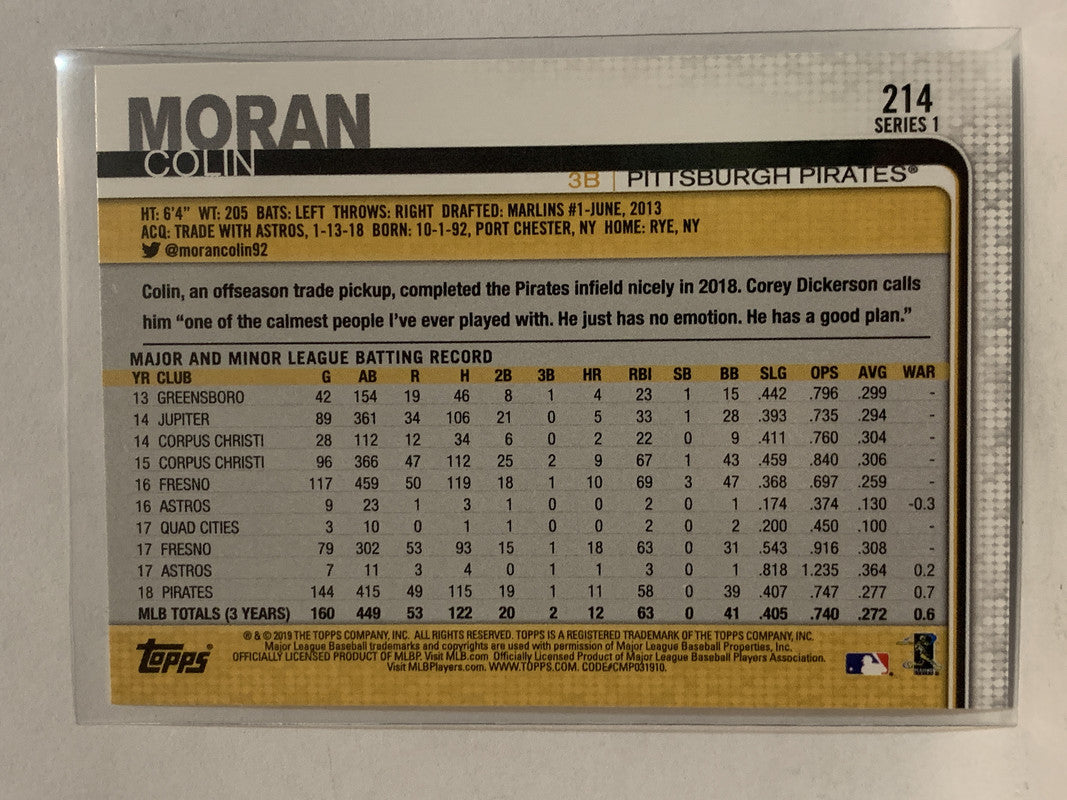 MORAN
COLIN
214
SERIES 1
3B | PITTSBURGH PIRATES®
HT: 6'4" WT: 205 BATS: LEFT THROWS: RIGHT DRAFTED: MARLINS #1-JUNE, 2013
ACQ: TRADE WITH ASTROS, 1-13-18 BORN: 10-1-92, PORT CHESTER, NY HOME: RYE, NY
@morancolin92
Colin, an offseason trade pickup, completed the Pirates infield nicely in 2018. Corey Dickerson calls
him “one of the calmest people I’ve ever played with. He just has no emotion. He has a good plan.”
MAJOR AND MINOR LEAGUE BATTING RECORD
YR CLUB G AB R H 2B 3B HR RBI SB BB SLG OPS AVG WAR
13 GREENSBORO 42 154 19 46 8 1 4 23 1 15 .442 .796 .299 -
14 JUPITER 89 361 34 106 21 0 5 33 1 28 .393 .735 .294 -
14 CORPUS CHRISTI 28 112 12 34 6 0 2 22 0 9 .411 .760 .304 -
15 CORPUS CHRISTI 96 366 47 112 25 2 9 67 1 43 .459 .840 .306 -
16 FRESNO 117 459 50 119 18 1 10 69 3 47 .368 .697 .259 -
16 ASTROS 9 23 1 3 1 0 0 2 0 1 .174 .374 .130 -0.3
17 QUAD CITIES 3 10 0 1 1 0 0 2 0 2 .200 .450 .100 -
17 FRESNO 79 302 53 93 15 1 18 63 0 31 .543 .916 .308 -
17 ASTROS 7 11 3 4 0 1 1 3 0 1 .818 1.235 .364 0.2
18 PIRATES 144 415 49 115 19 1 11 58 0 39 .407 .747 .277 0.7
MLB TOTALS (3 YEARS) 160 449 53 122 20 2 12 63 0 41 .405 .740 .272 0.6
topps®
® & © 2019 THE TOPPS COMPANY, INC. ALL RIGHTS RESERVED. TOPPS IS A REGISTERED TRADEMARK OF THE TOPPS COMPANY, INC.
Major League Baseball trademarks and copyrights are used with permission of Major League Baseball Properties, Inc.
OFFICIALLY LICENSED PRODUCT OF MLBP. Visit MLB.com Officially Licensed Product of Major League Baseball Players Association.
Visit MLBPlayers.com. WWW.TOPPS.COM. CODE#CMP031910.